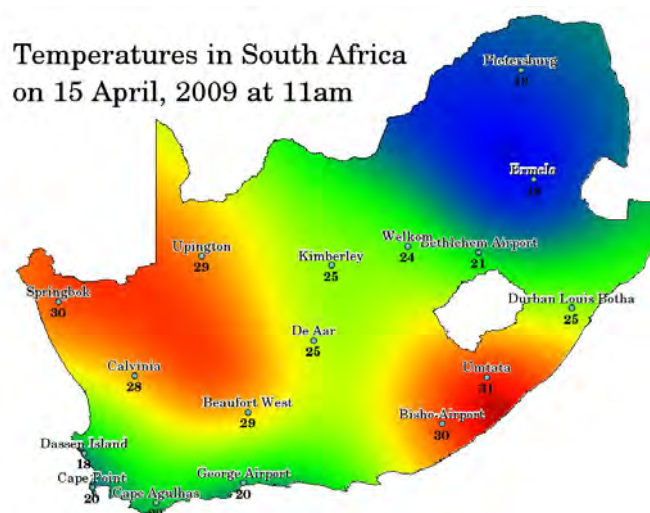 Temperatures in South Africa
on 15 April, 2009 at 11am
Pietersburg
Ermelo
Welkom
24
Bethlehem Airport
21
Upington
29
Kimberley
25
Springbok
30
Durban Louis Botha
25
De Aar
25
Calvinia
28
Umtata
31
Beaufort West
29
Bisho-Airport
30
Dassen Island
18
Cape Point
20
George Airport
20
Cape Agulhas